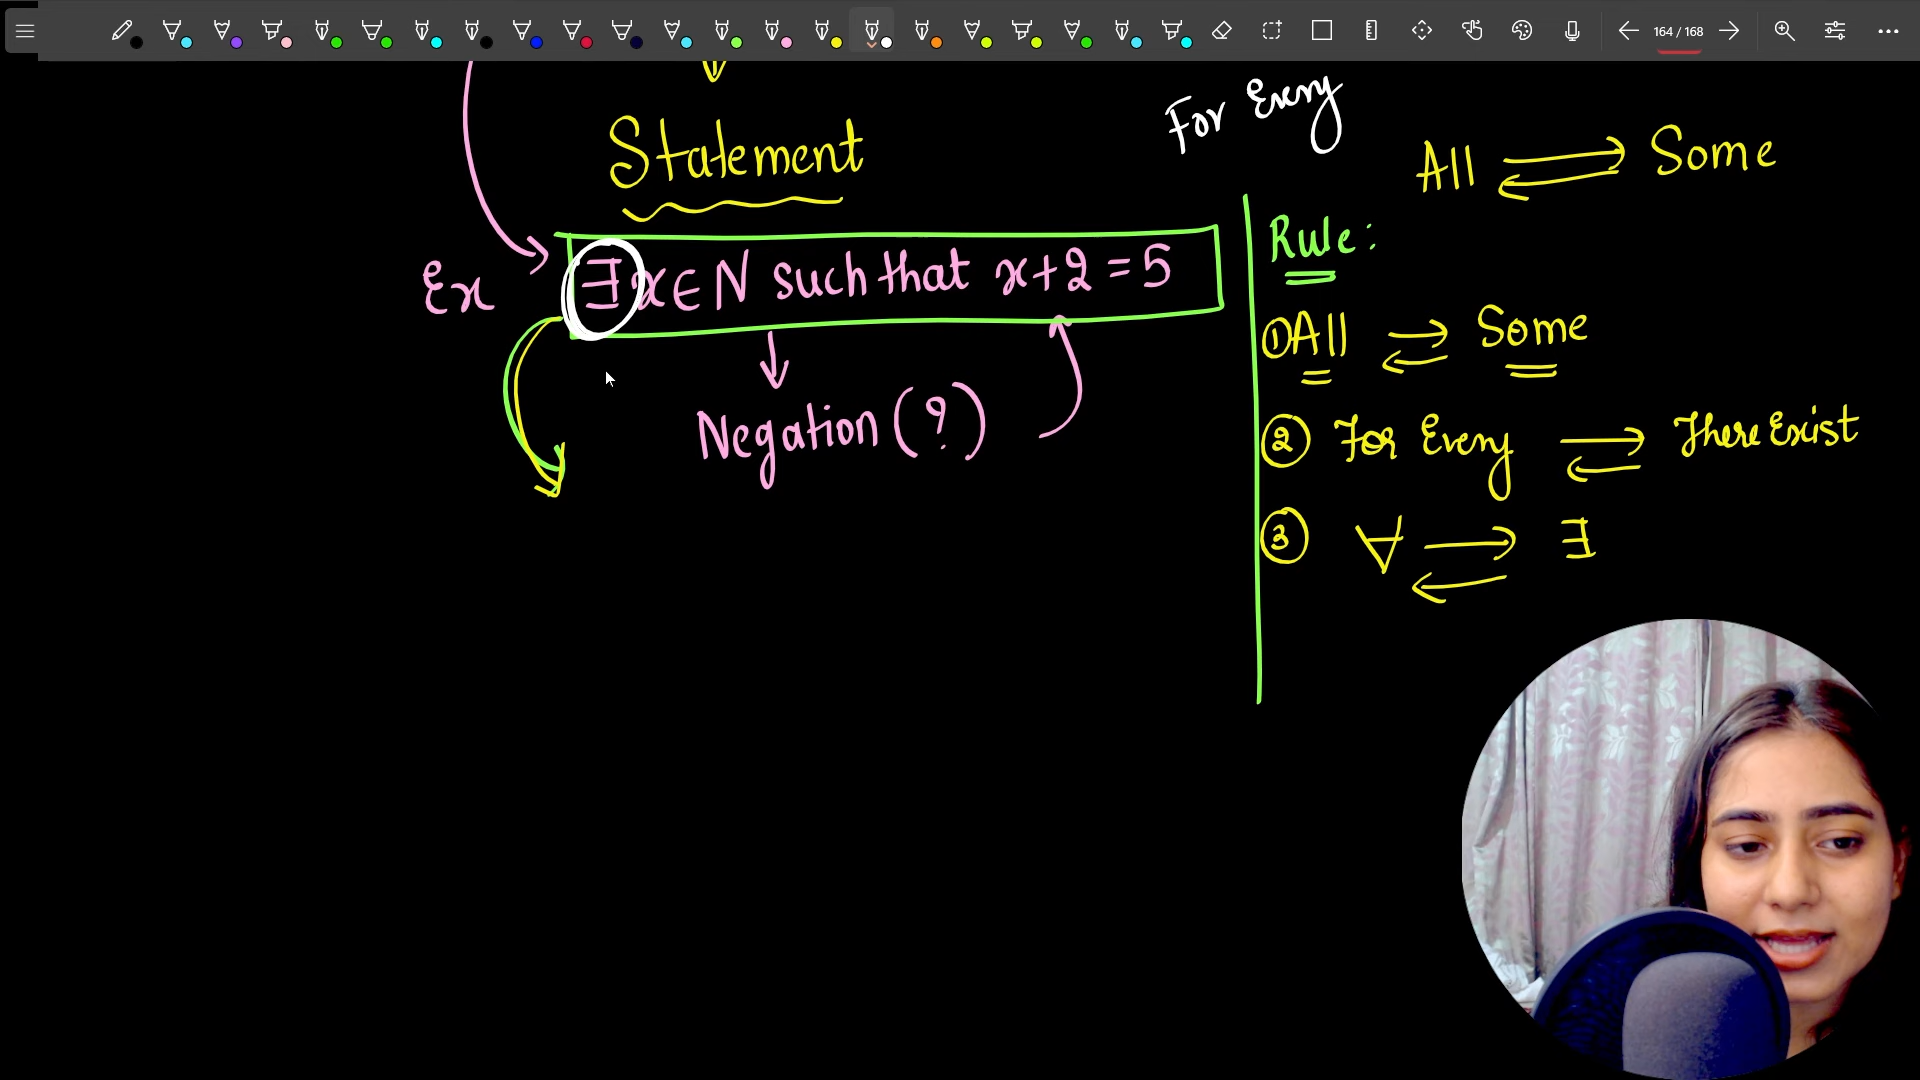 164 / 168
For Every
Statement
All ⇄ Some
Rule:
Ex ∃ x ∈ N such that x+2=5
① All ⇄ Some
Negation (?)
② For Every ⇄ There Exist
③ ∀ ⇄ ∃